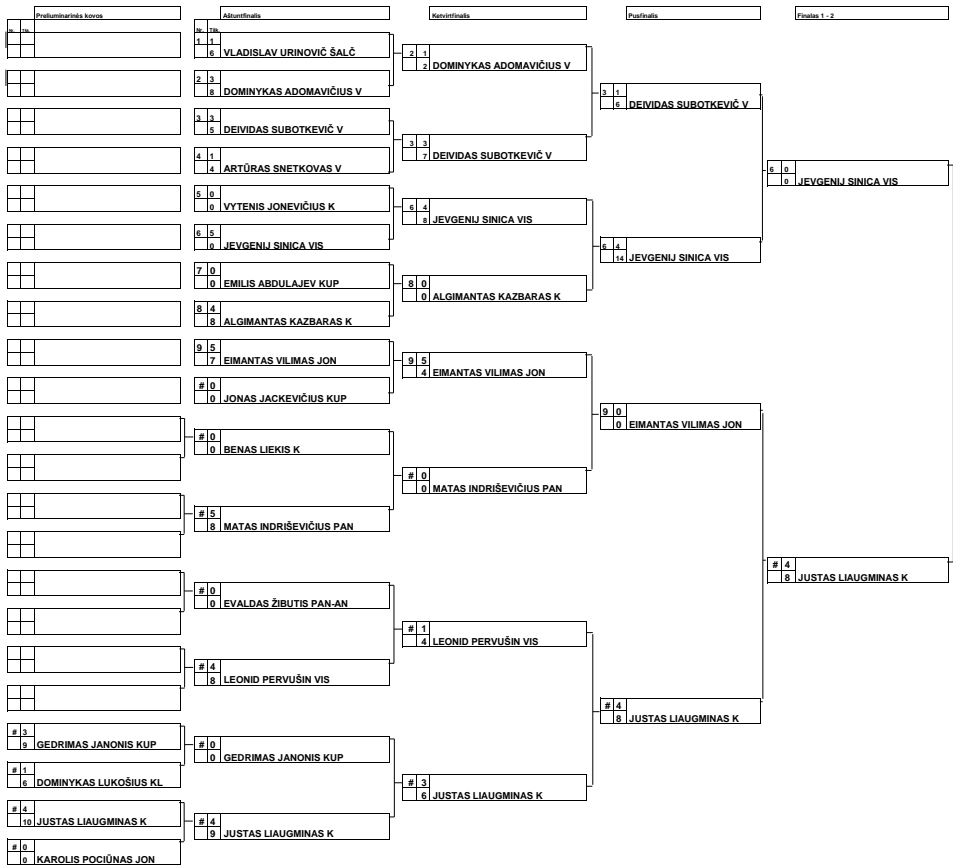 Preliuminarinės kovos
Aštuntfinalis
Ketvirtfinalis
Pusfinalis
Finalas 1 - 2
Nr. Tšk.
Nr. Tšk.
1 1
6 VLADISLAV URINOVIČ ŠALČ
2 3
8 DOMINYKAS ADOMAVIČIUS V
3 3
5 DEIVIDAS SUBOTKEVIČ V
4 1
4 ARTŪRAS SNETKOVAS V
5 0
0 VYTENIS JONEVIČIUS K
6 5
0 JEVGENIJ SINICA VIS
7 0
0 EMILIS ABDULAJEV KUP
8 4
8 ALGIMANTAS KAZBARAS K
9 5
7 EIMANTAS VILIMAS JON
# 0
0 JONAS JACKEVIČIUS KUP
# 0
0 BENAS LIEKIS K
# 5
8 MATAS INDRIŠEVIČIUS PAN
# 0
0 EVALDAS ŽIBUTIS PAN-AN
# 4
8 LEONID PERVUŠIN VIS
# 3
9 GEDRIMAS JANONIS KUP
# 1
6 DOMINYKAS LUKOŠIUS KL
# 4
10 JUSTAS LIAUGMINAS K
# 0
0 KAROLIS POCIŪNAS JON
# 0
0 GEDRIMAS JANONIS KUP
# 4
9 JUSTAS LIAUGMINAS K
2 1
2 DOMINYKAS ADOMAVIČIUS V
3 3
7 DEIVIDAS SUBOTKEVIČ V
6 4
8 JEVGENIJ SINICA VIS
8 0
0 ALGIMANTAS KAZBARAS K
9 5
4 EIMANTAS VILIMAS JON
# 0
0 MATAS INDRIŠEVIČIUS PAN
# 1
4 LEONID PERVUŠIN VIS
# 3
6 JUSTAS LIAUGMINAS K
3 1
6 DEIVIDAS SUBOTKEVIČ V
6 4
14 JEVGENIJ SINICA VIS
9 0
0 EIMANTAS VILIMAS JON
# 4
8 JUSTAS LIAUGMINAS K
6 0
0 JEVGENIJ SINICA VIS
# 4
8 JUSTAS LIAUGMINAS K